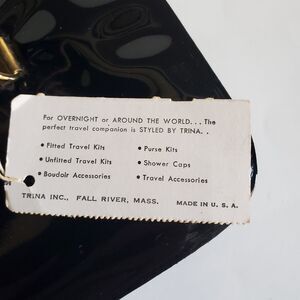 For OVERNIGHT or AROUND THE WORLD... The
perfect travel companion is STYLED BY TRINA..
• Fitted Travel Kits • Purse Kits
• Unfitted Travel Kits • Shower Caps
• Boudoir Accessories • Travel Accessories
TRINA INC., FALL RIVER, MASS. MADE IN U. S. A.